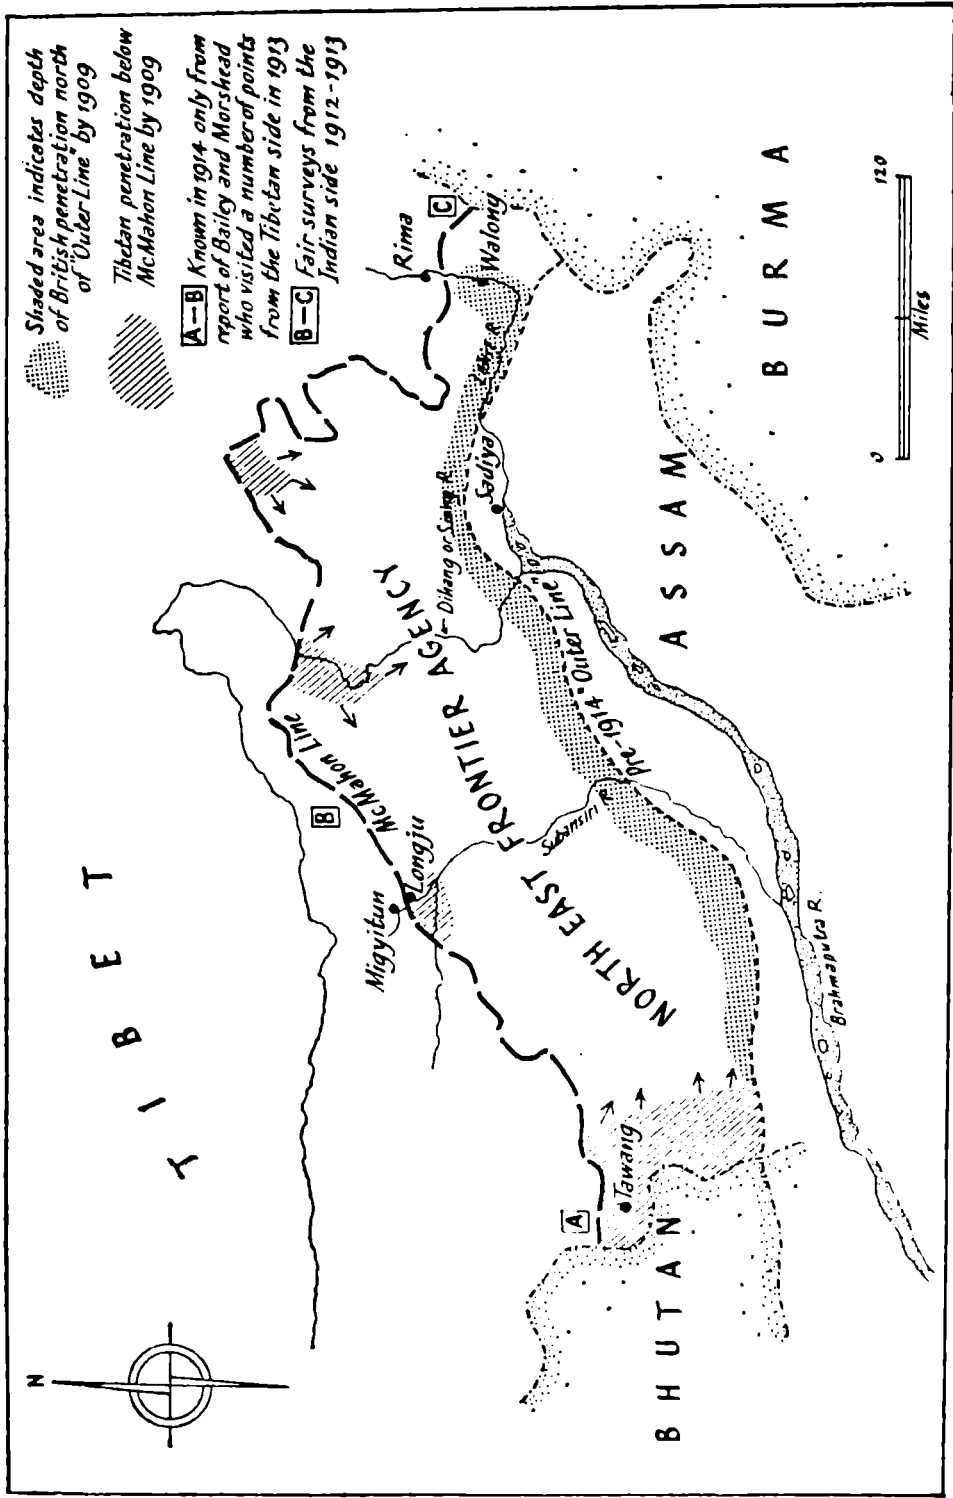 N
TIBET
Shaded area indicates depth
of British penetration north
of "Outer Line" by 1909
Tibetan penetration below
McMahon Line by 1909
A–B Known in 1914 only from
report of Bailey and Morshead
who visited a number of points
from the Tibetan side in 1913
B–C Fair surveys from the
Indian side 1912-1913
B
McMahon Line
Migyitun
Longju
Rima
C
Walong
A
Tawang
NORTH EAST FRONTIER AGENCY
← Dihang or Siang R.
Subansiri R.
Sadiya
Pre-1914 "Outer Line"
BHUTAN
Brahmaputra R.
ASSAM
BURMA
0
120
Miles